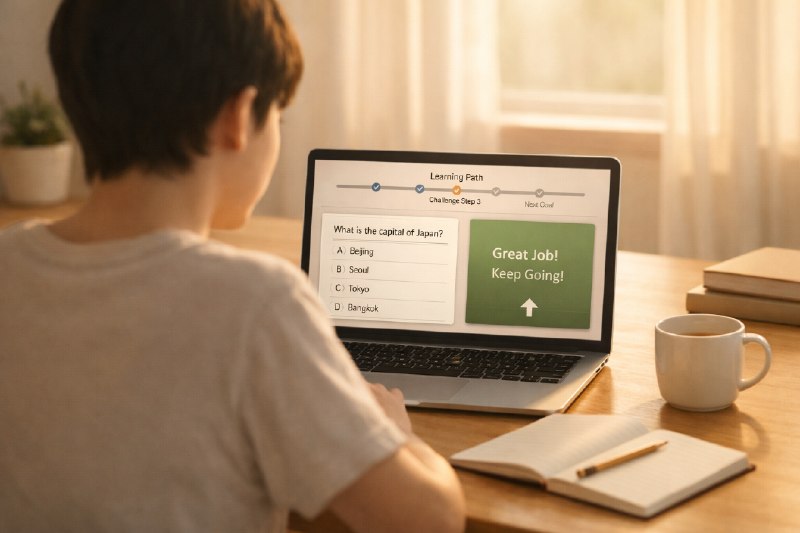 Learning Path
Challenge Step 3
Next Goal
What is the capital of Japan?
A) Beijing
B) Seoul
C) Tokyo
D) Bangkok
Great Job!
Keep Going!